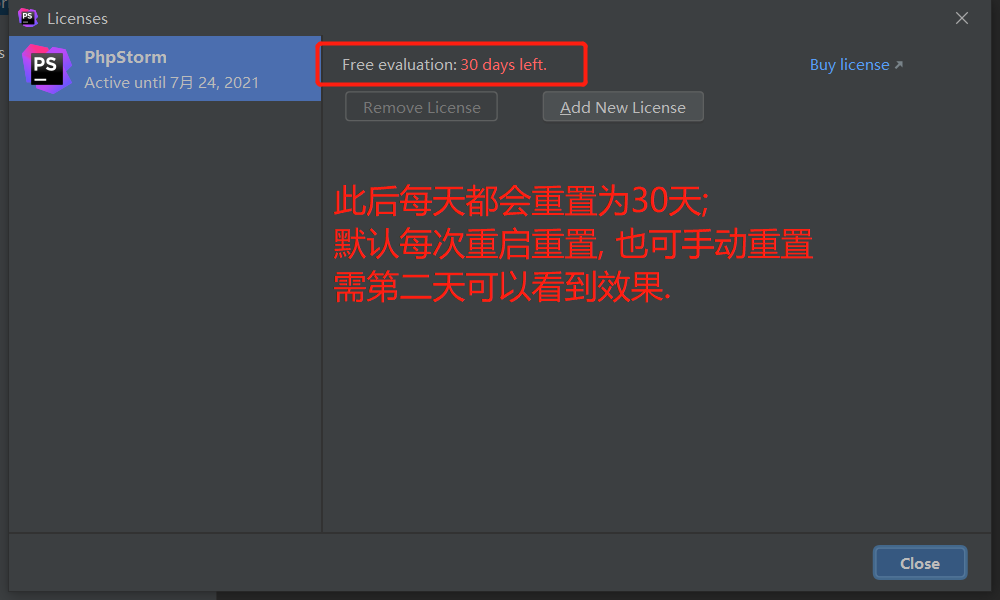 Licenses
PhpStorm
Active until 7月 24, 2021
Free evaluation: 30 days left.
Buy license
Remove License
Add New License
此后每天都会重置为30天;
默认每次重启重置, 也可手动重置
需第二天可以看到效果.
Close
PS